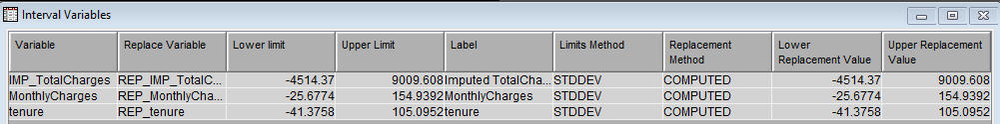 Interval Variables
Variable Replace Variable Lower limit Upper Limit Label Limits Method Replacement Method Lower Replacement Value Upper Replacement Value
IMP_TotalCharges REP_IMP_TotalC... -4514.37 9009.608 Imputed TotalCha... STDDEV COMPUTED -4514.37 9009.608
MonthlyCharges REP_MonthlyCha... -25.6774 154.9392 MonthlyCharges STDDEV COMPUTED -25.6774 154.9392
tenure REP_tenure -41.3758 105.0952 tenure STDDEV COMPUTED -41.3758 105.0952